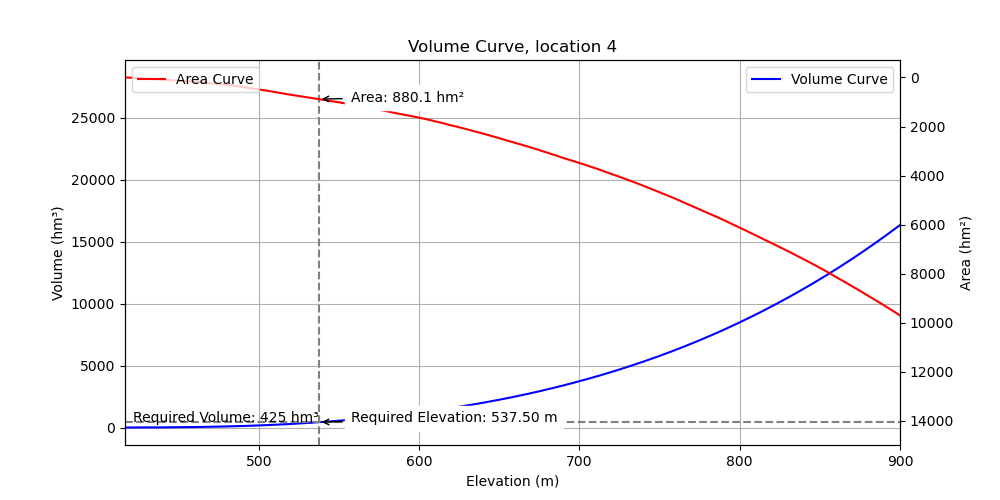 Volume Curve, location 4
Area Curve
Volume Curve
Area: 880.1 hm²
Required Volume: 425 hm³
Required Elevation: 537.50 m
25000
20000
15000
10000
5000
0
Volume (hm³)
0
2000
4000
6000
8000
10000
12000
14000
Area (hm²)
500
600
700
800
900
Elevation (m)